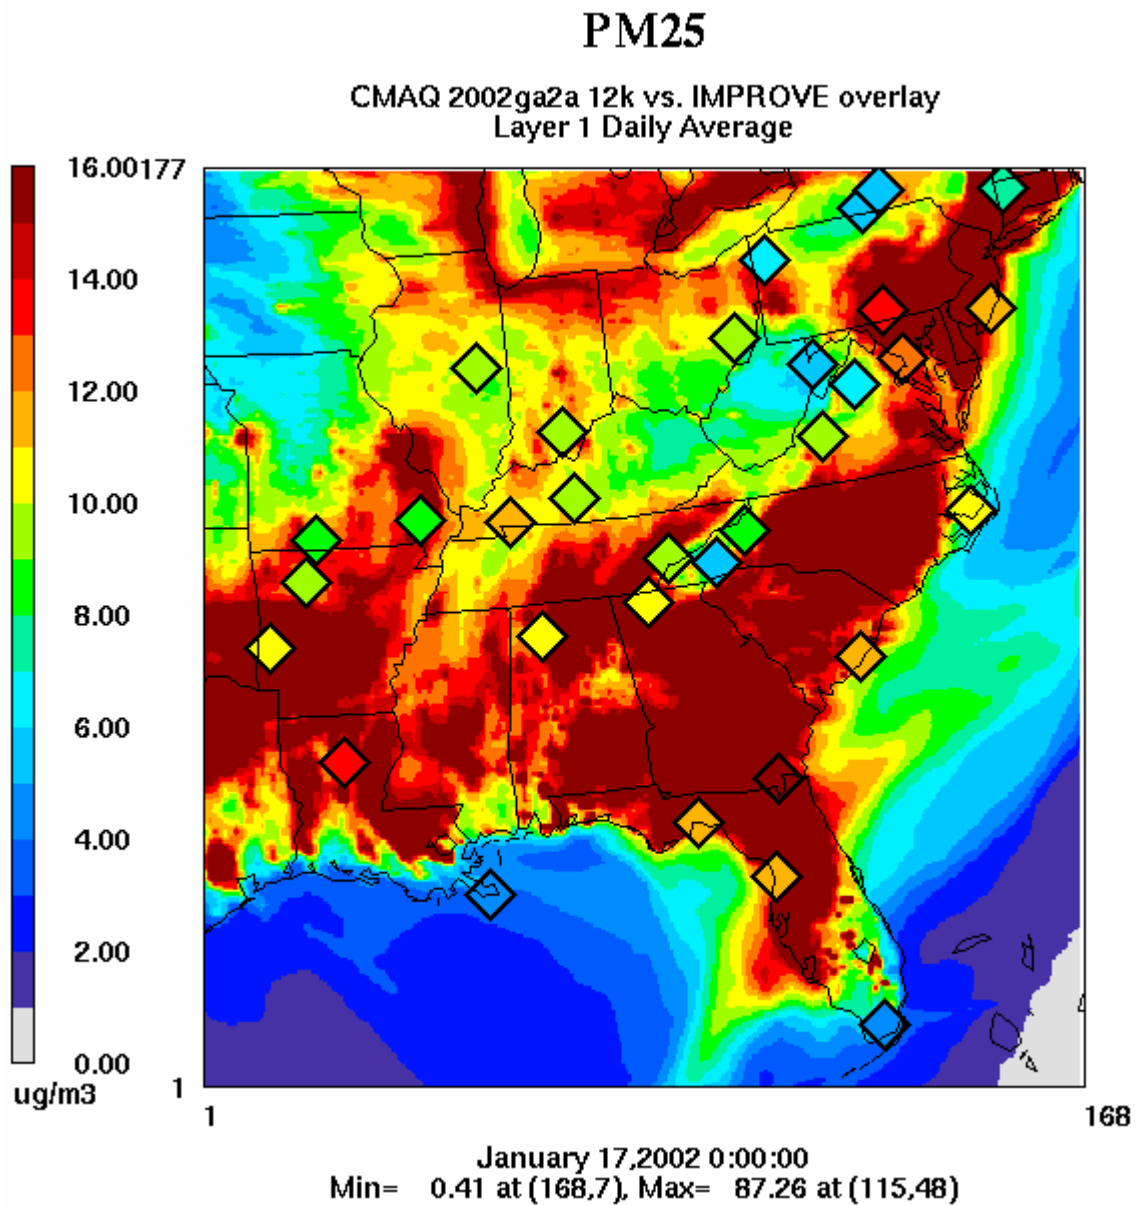 PM25
CMAQ 2002ga2a 12k vs. IMPROVE overlay
Layer 1 Daily Average
16.00
177
14.00
12.00
10.00
8.00
6.00
4.00
2.00
0.00
ug/m3
1
1
168
January 17,2002 0:00:00
Min= 0.41 at (168,7), Max= 87.26 at (115,48)